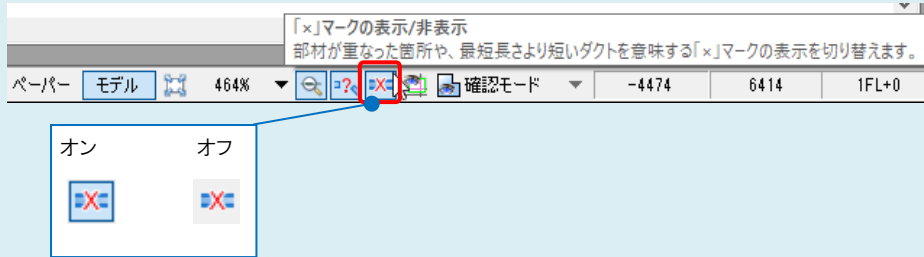 「×」マークの表示/非表示
部材が重なった箇所や、最短長さより短いダクトを意味する「×」マークの表示を切り替えます。
ペーパー モデル 464% 確認モード -4474 6414 1FL+0
オン オフ